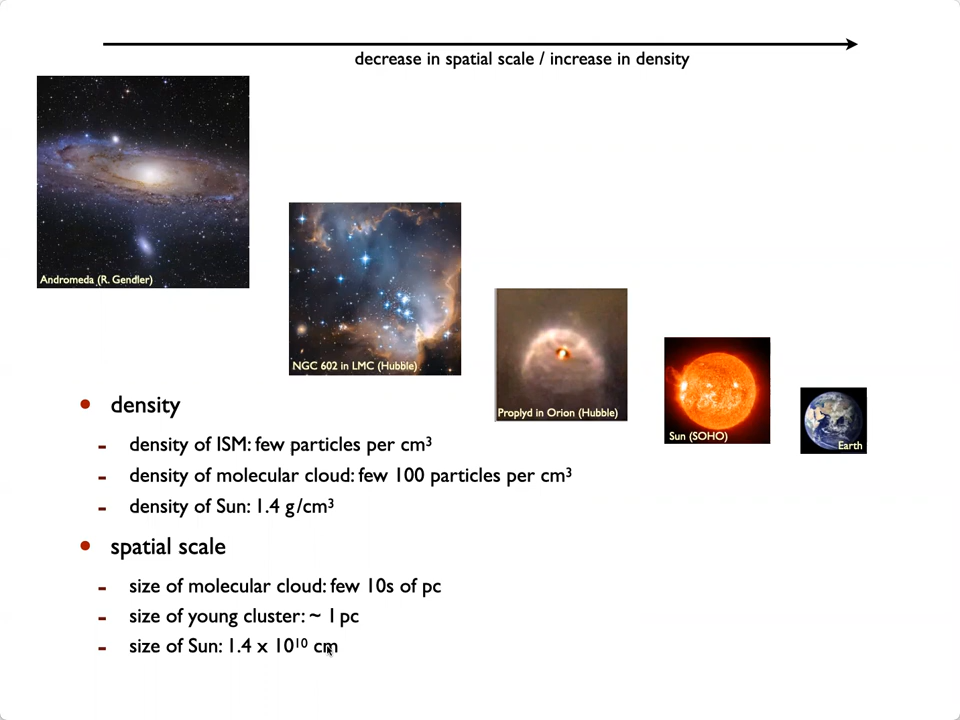 decrease in spatial scale / increase in density
Andromeda (R. Gendler)
NGC 602 in LMC (Hubble)
Proplyd in Orion (Hubble)
Sun (SOHO)
Earth
• density
- density of ISM: few particles per cm³
- density of molecular cloud: few 100 particles per cm³
- density of Sun: 1.4 g/cm³
• spatial scale
- size of molecular cloud: few 10s of pc
- size of young cluster: ~ 1 pc
- size of Sun: 1.4 x 10¹⁰ cm